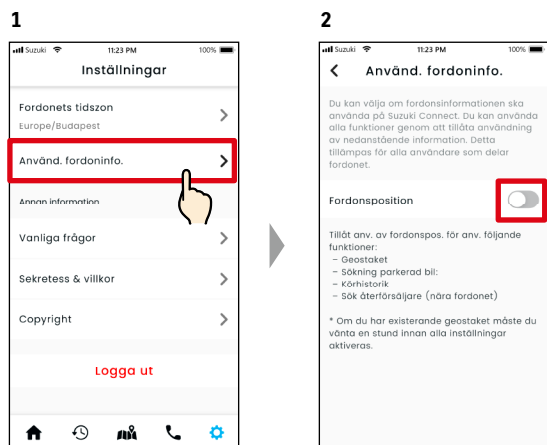 1
Suzuki 11:23 PM 100%
Inställningar
Fordonets tidszon
Europe/Budapest
Använd. fordoninfo.
Annan information
Vanliga frågor
Sekretess & villkor
Copyright
Logga ut
2
Suzuki 11:23 PM 100%
Använd. fordoninfo.
Du kan välja om fordonsinformationen ska
använda på Suzuki Connect. Du kan använda
alla funktioner genom att tillåta användning
av nedanstående information. Detta
tillämpas för alla användare som delar
fordonet.
Fordonsposition
Tillåt anv. av fordonspos. för anv. följande
funktioner:
– Geostaket
– Sökning parkerad bil:
– Körhistorik
– Sök återförsäljare (nära fordonet)
* Om du har existerande geostaket måste du
vänta en stund innan alla inställningar
aktiveras.